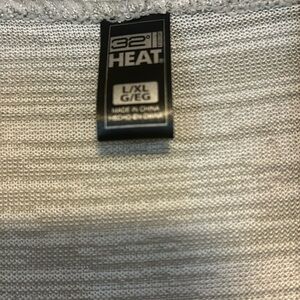 32°
HEAT
L/XL
G/EG
MADE IN CHINA
HECHO EN CHINA